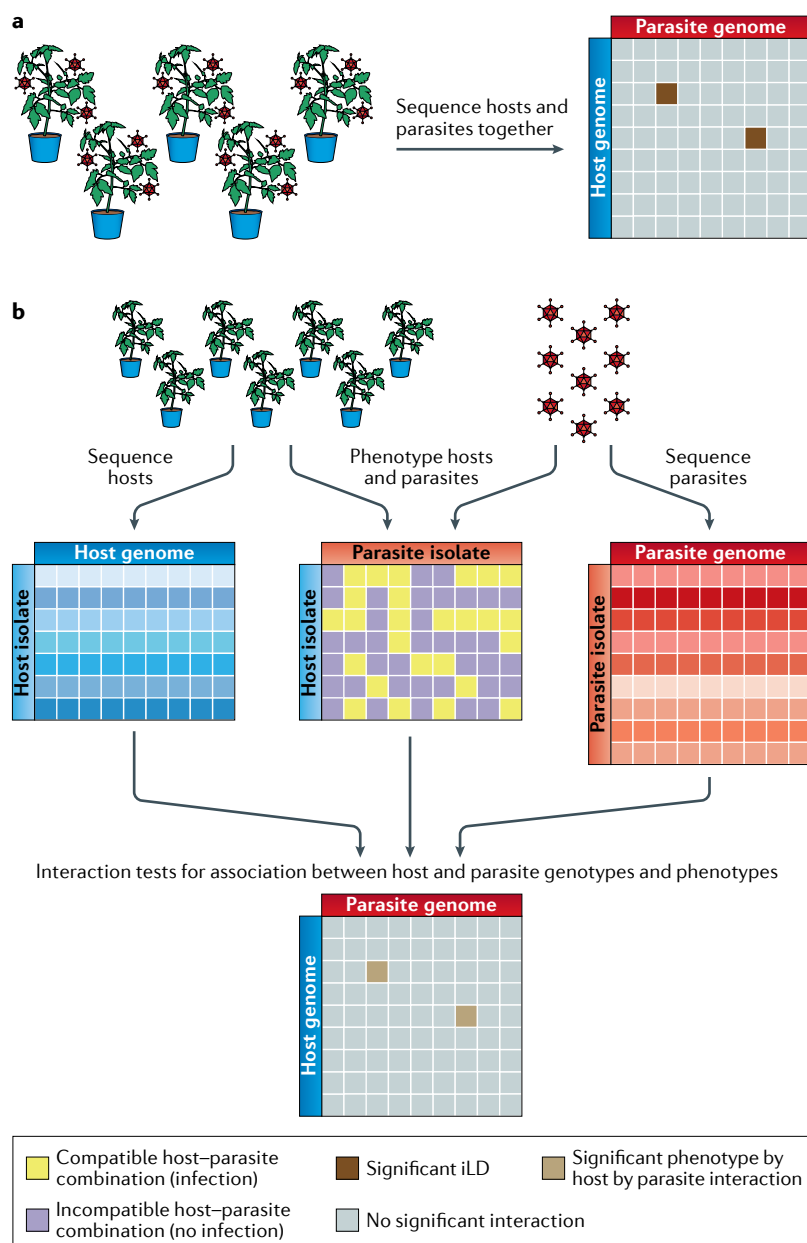 a
Parasite genome
Sequence hosts and
parasites together
Host genome
b
Sequence
hosts
Phenotype hosts
and parasites
Sequence
parasites
Host genome
Host isolate
Parasite isolate
Host isolate
Parasite genome
Parasite isolate
Interaction tests for association between host and parasite genotypes and phenotypes
Parasite genome
Host genome
Compatible host–parasite
combination (infection)
Incompatible host–parasite
combination (no infection)
Significant iLD
No significant interaction
Significant phenotype by
host by parasite interaction